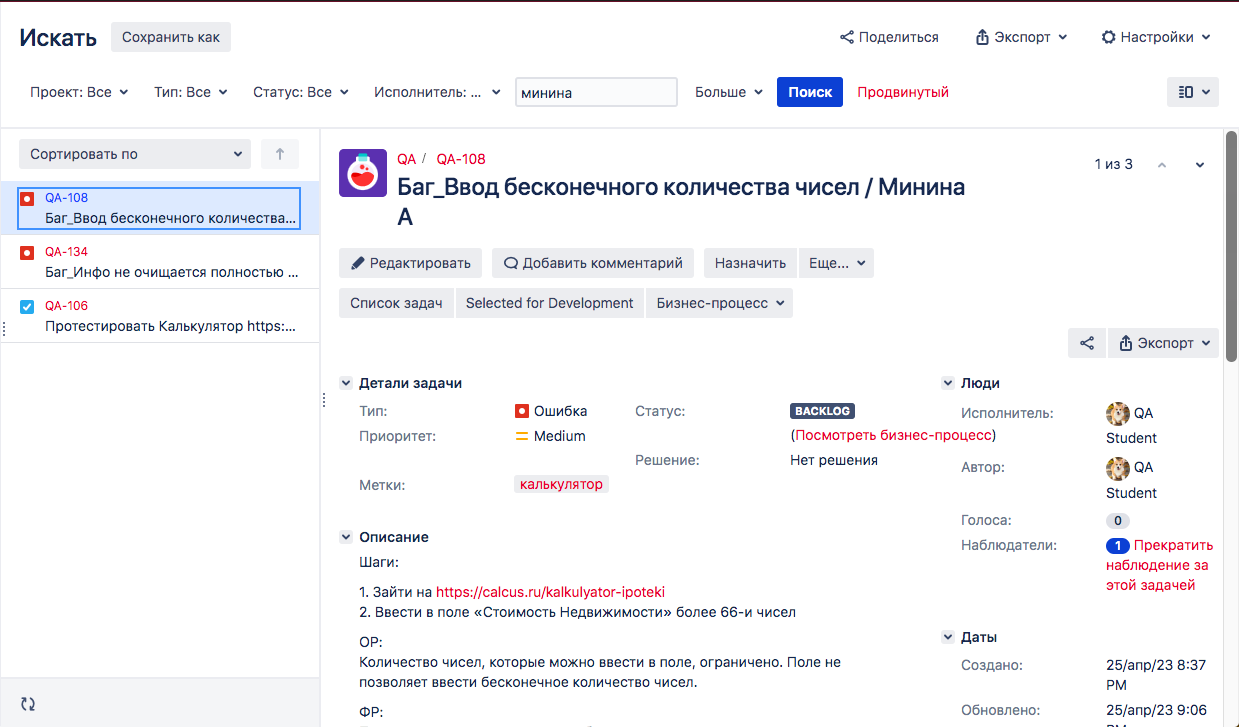 Искать
Сохранить как
Поделиться
Экспорт
Настройки
Проект: Все
Тип: Все
Статус: Все
Исполнитель: ...
минина
Больше
Поиск
Продвинутый
Сортировать по
QA-108
Баг_Ввод бесконечного количества...
QA-134
Баг_Инфо не очищается полностью ...
QA-106
Протестировать Калькулятор https:...
QA / QA-108
1 из 3
Баг_Ввод бесконечного количества чисел / Минина
А
Редактировать
Добавить комментарий
Назначить
Еще...
Список задач
Selected for Development
Бизнес-процесс
Экспорт
Детали задачи
Тип:
Ошибка
Статус:
BACKLOG
(Посмотреть бизнес-процесс)
Приоритет:
Medium
Решение:
Нет решения
Метки:
калькулятор
Описание
Шаги:
1. Зайти на https://calcus.ru/kalkulyator-ipoteki
2. Ввести в поле «Стоимость Недвижимости» более 66-и чисел
ОР:
Количество чисел, которые можно ввести в поле, ограничено. Поле не
позволяет ввести бесконечное количество чисел.
ФР:
Люди
Исполнитель:
QA
Student
Автор:
QA
Student
Голоса:
0
Наблюдатели:
1 Прекратить
наблюдение за
этой задачей
Даты
Создано:
25/апр/23 8:37
PM
Обновлено:
25/апр/23 9:06